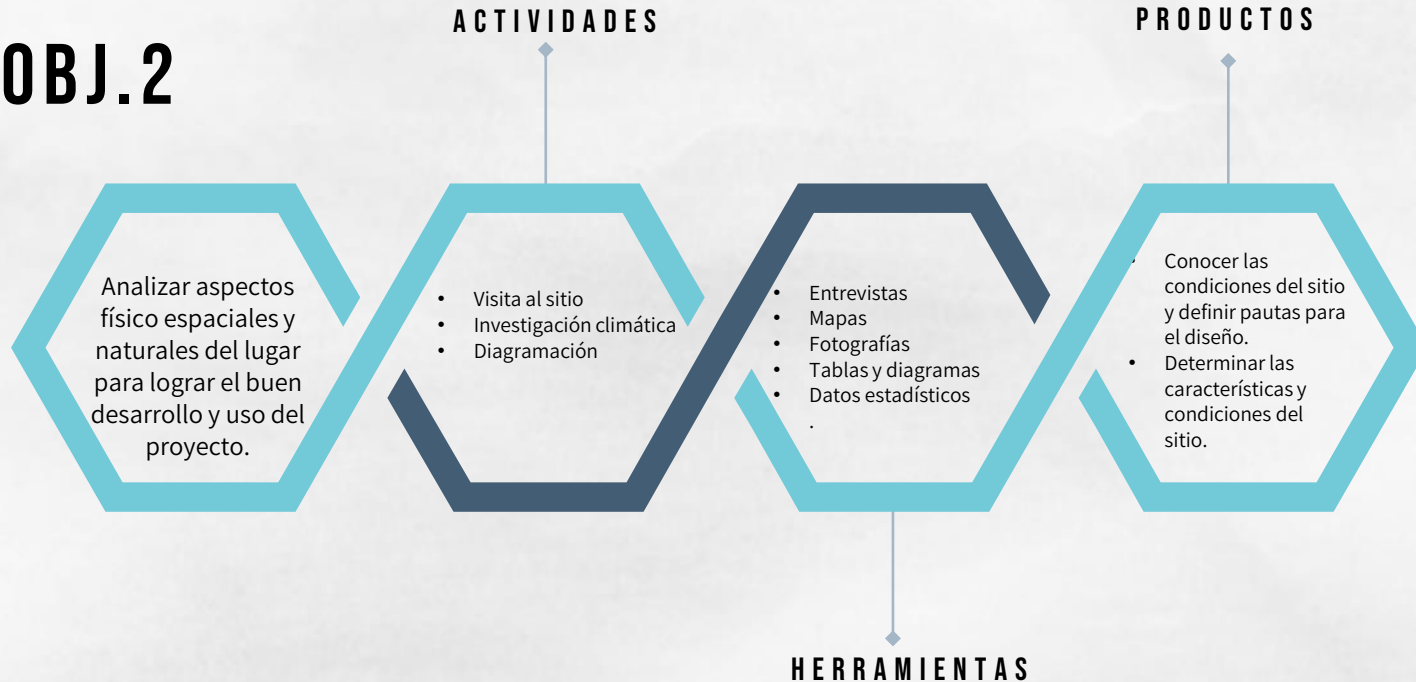 OBJ.2
Analizar aspectos
físico espaciales y
naturales del lugar
para lograr el buen
desarrollo y uso del
proyecto.
ACTIVIDADES
• Visita al sitio
• Investigación climática
• Diagramación
• Entrevistas
• Mapas
• Fotografías
• Tablas y diagramas
• Datos estadísticos
.
HERRAMIENTAS
PRODUCTOS
• Conocer las
condiciones del sitio
y definir pautas para
el diseño.
• Determinar las
características y
condiciones del
sitio.